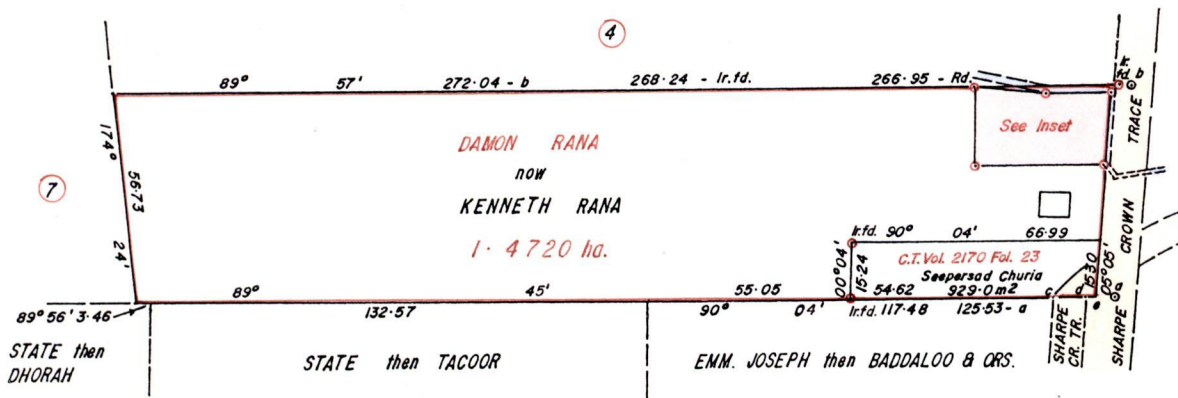 4
89° 57' 272.04 - b 268.24 - Ir.fd. 266.95 - Rd.
fd. b
See Inset
TRACE
DAMON RANA
now
KENNETH RANA
1.4720 ha.
174° 56.73 24'
7
Ir.fd. 90° 04' 66.99
C.T. Vol. 2170 Fol. 23
Seepersad Churia
00° 04' 15.24
15.30 05° 05'
CROWN
54.62 929.0 m2 c d a
89° 45' 55.05
89° 56' 3.46
132.57
90° 04' Ir.fd. 117.48 125.53 - a
e
STATE then
DHORAH
STATE then TACOOR
EMM. JOSEPH then BADDALOO & ORS.
SHARPE
CR. TR.
SHARPE